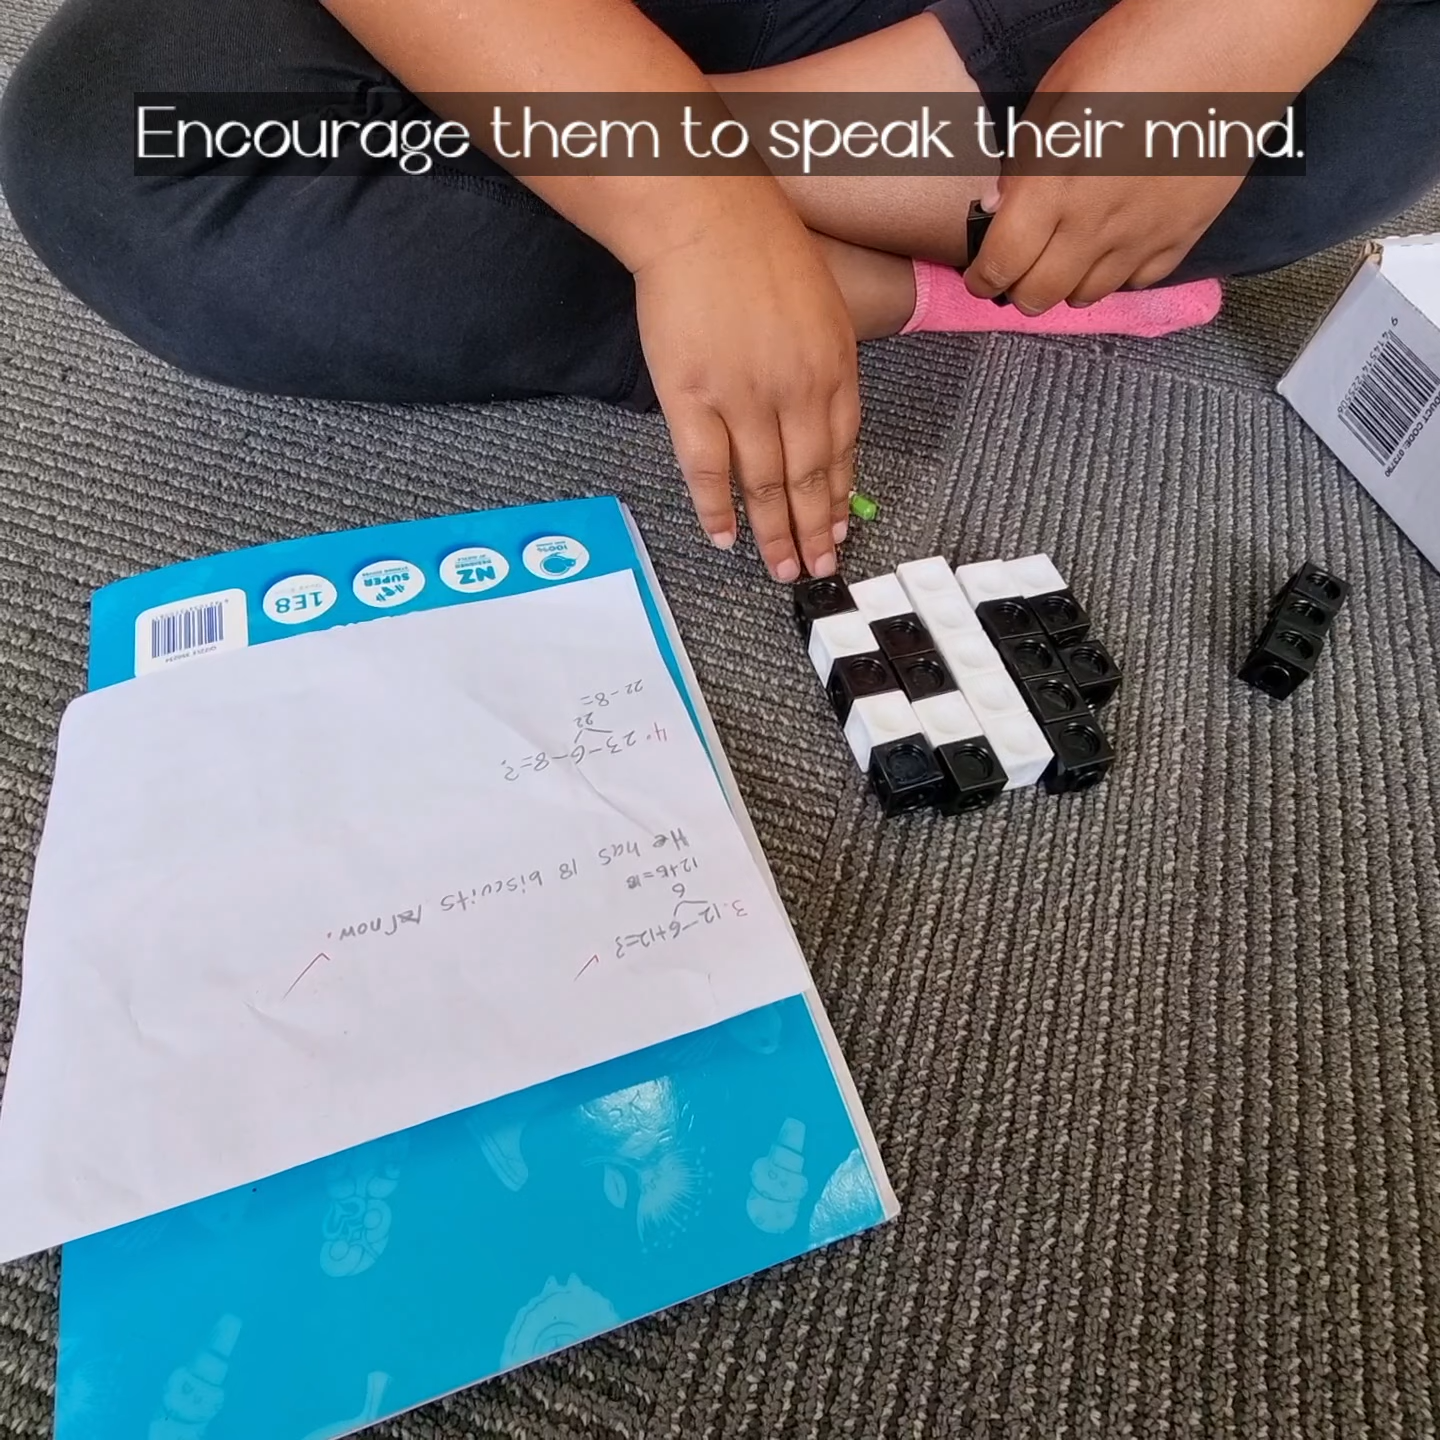 Encourage them to speak their mind.
1E8
SUPER
NZ
100%
3. 12-6+12=?
6
12+6=18
He has 18 biscuits now.
4. 23-6-8=?
22
22-8=